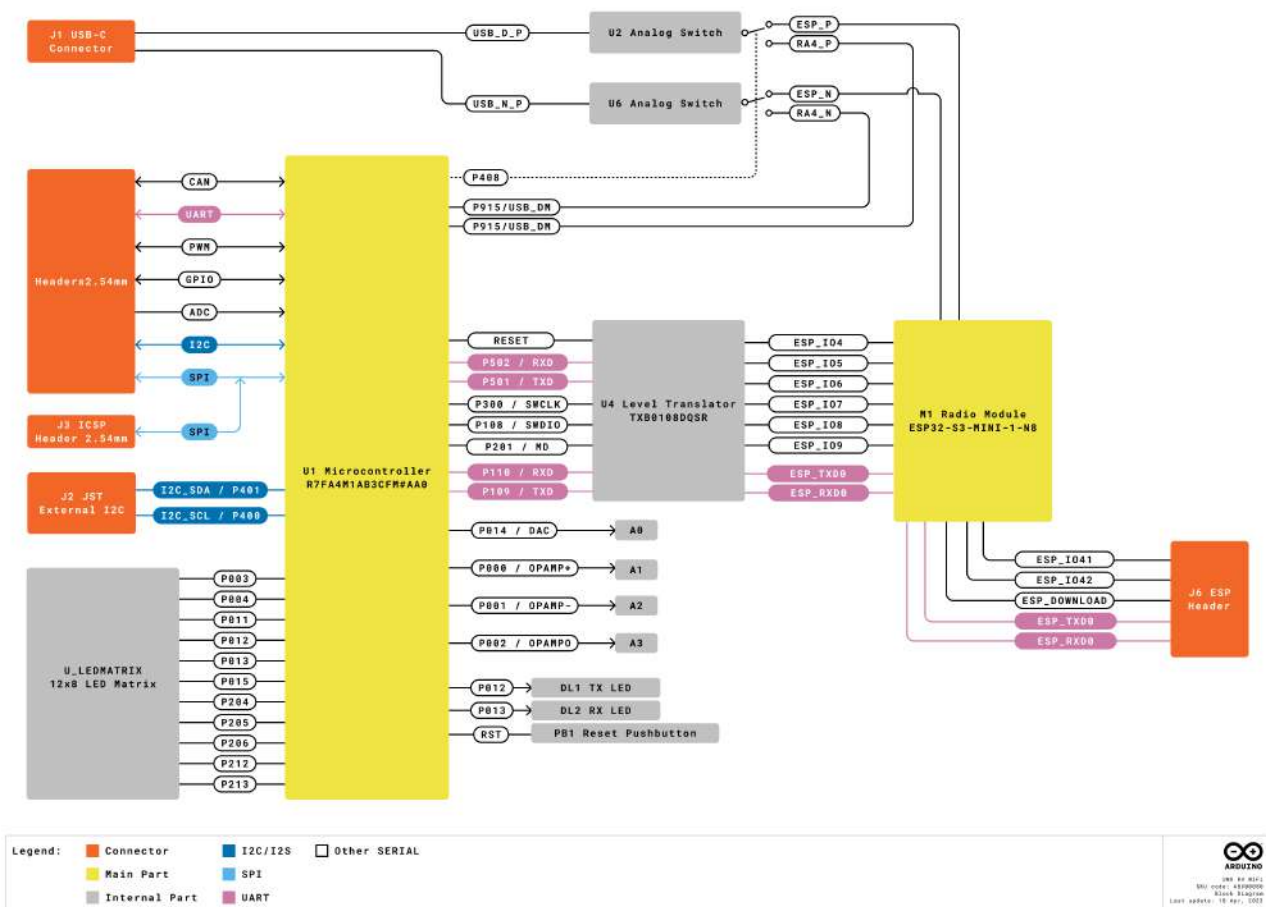 J1 USB-C
Connector
USB_D_P
U2 Analog Switch
ESP_P
RA4_P
USB_N_P
U6 Analog Switch
ESP_N
RA4_N
P408
P915/USB_DM
P915/USB_DM
Headers2.54mm
CAN
UART
PWM
GPIO
ADC
I2C
SPI
J3 ICSP
Header 2.54mm
SPI
J2 JST
External I2C
I2C_SDA / P401
I2C_SCL / P400
U1 Microcontroller
R7FA4M1AB3CFM#AA0
RESET
P502 / RXD
P501 / TXD
P300 / SWCLK
P108 / SWDIO
P201 / MD
P110 / RXD
P109 / TXD
U4 Level Translator
TXB0108DQSR
ESP_IO4
ESP_IO5
ESP_IO6
ESP_IO7
ESP_IO8
ESP_IO9
ESP_TXD0
ESP_RXD0
M1 Radio Module
ESP32-S3-MINI-1-N8
P014 / DAC
A0
P000 / OPAMP+
A1
P001 / OPAMP-
A2
P002 / OPAMPO
A3
ESP_IO41
ESP_IO42
ESP_DOWNLOAD
ESP_TXD0
ESP_RXD0
J6 ESP
Header
U_LEDMATRIX
12x8 LED Matrix
P003
P004
P011
P012
P013
P015
P204
P205
P206
P212
P213
P012
DL1 TX LED
P013
DL2 RX LED
RST
PB1 Reset Pushbutton
Legend:
Connector
I2C/I2S
Other SERIAL
Main Part
SPI
Internal Part
UART
ARDUINO
Block Diagram